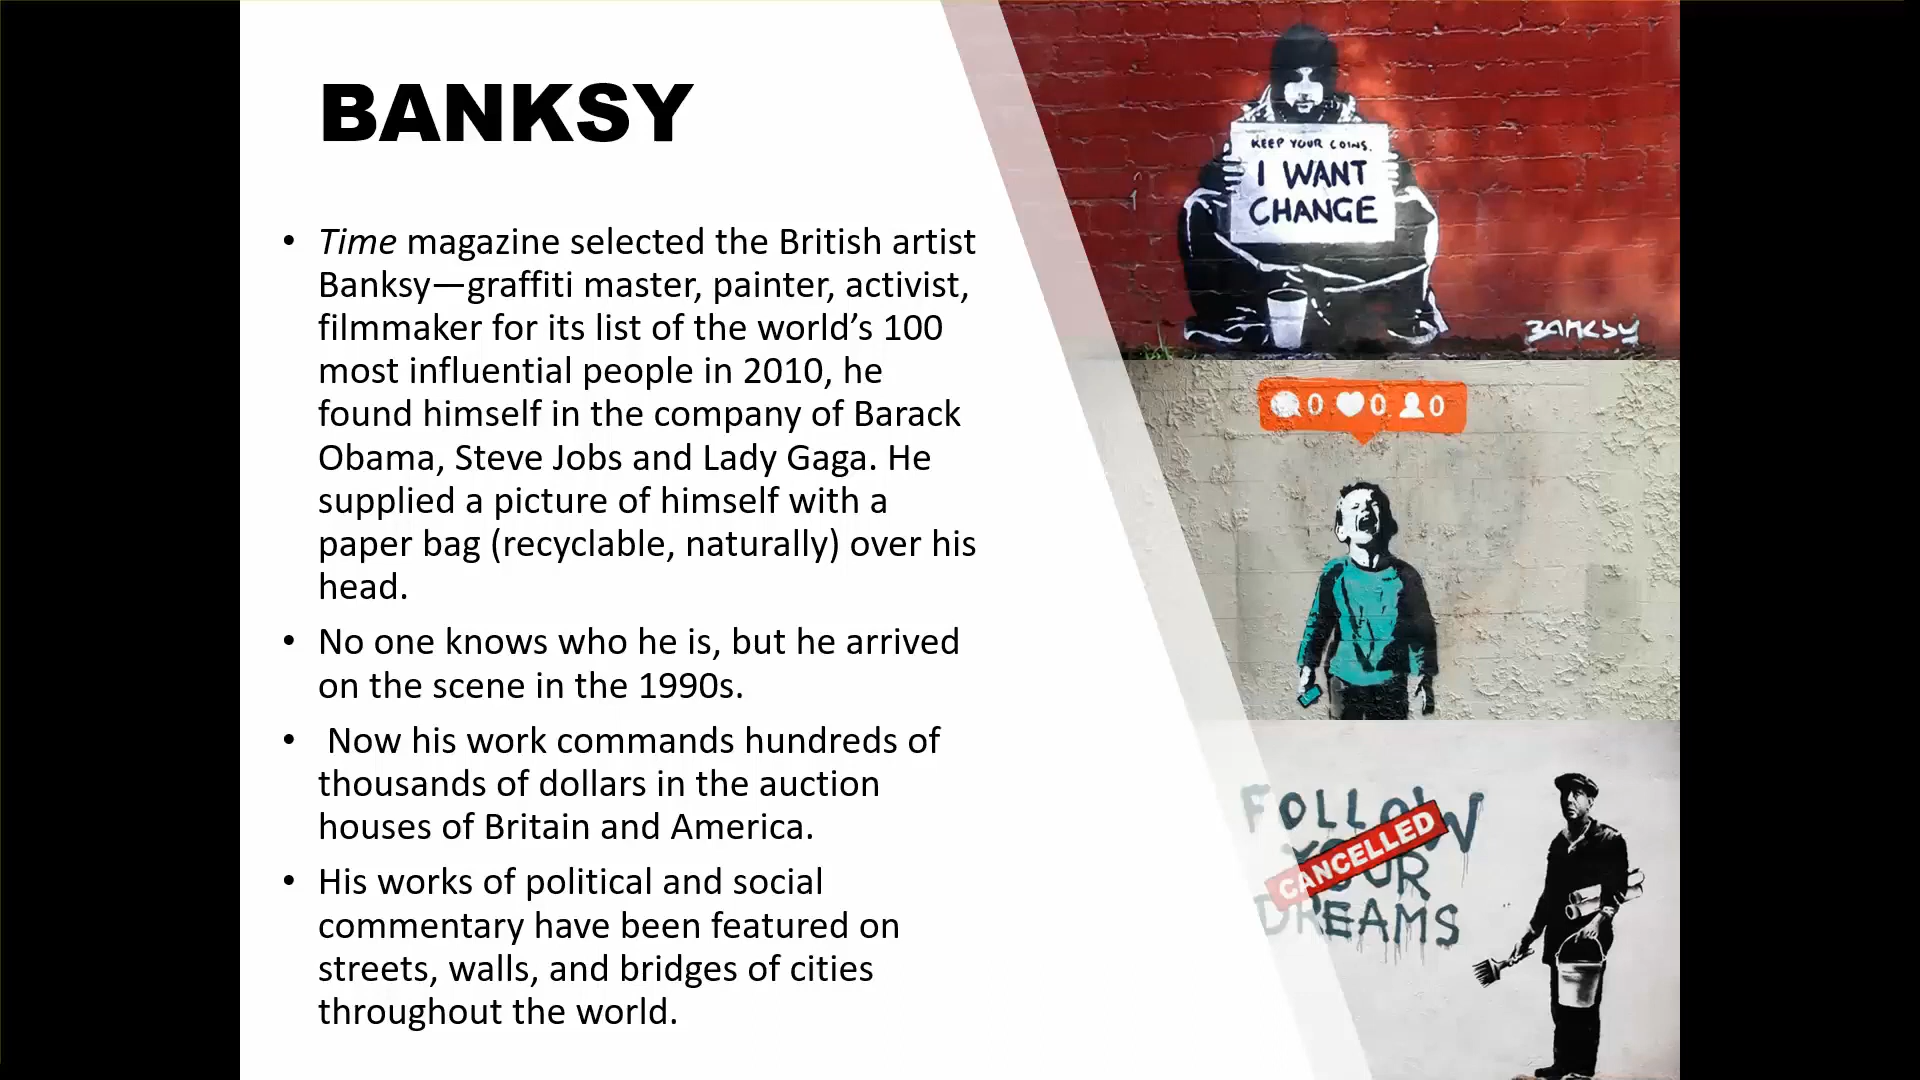 BANKSY
• Time magazine selected the British artist
Banksy—graffiti master, painter, activist,
filmmaker for its list of the world’s 100
most influential people in 2010, he
found himself in the company of Barack
Obama, Steve Jobs and Lady Gaga. He
supplied a picture of himself with a
paper bag (recyclable, naturally) over his
head.
• No one knows who he is, but he arrived
on the scene in the 1990s.
• Now his work commands hundreds of
thousands of dollars in the auction
houses of Britain and America.
• His works of political and social
commentary have been featured on
streets, walls, and bridges of cities
throughout the world.
KEEP YOUR COINS.
I WANT
CHANGE
BANKSY
0 0 0
FOLLOW
YOUR
DREAMS
CANCELLED